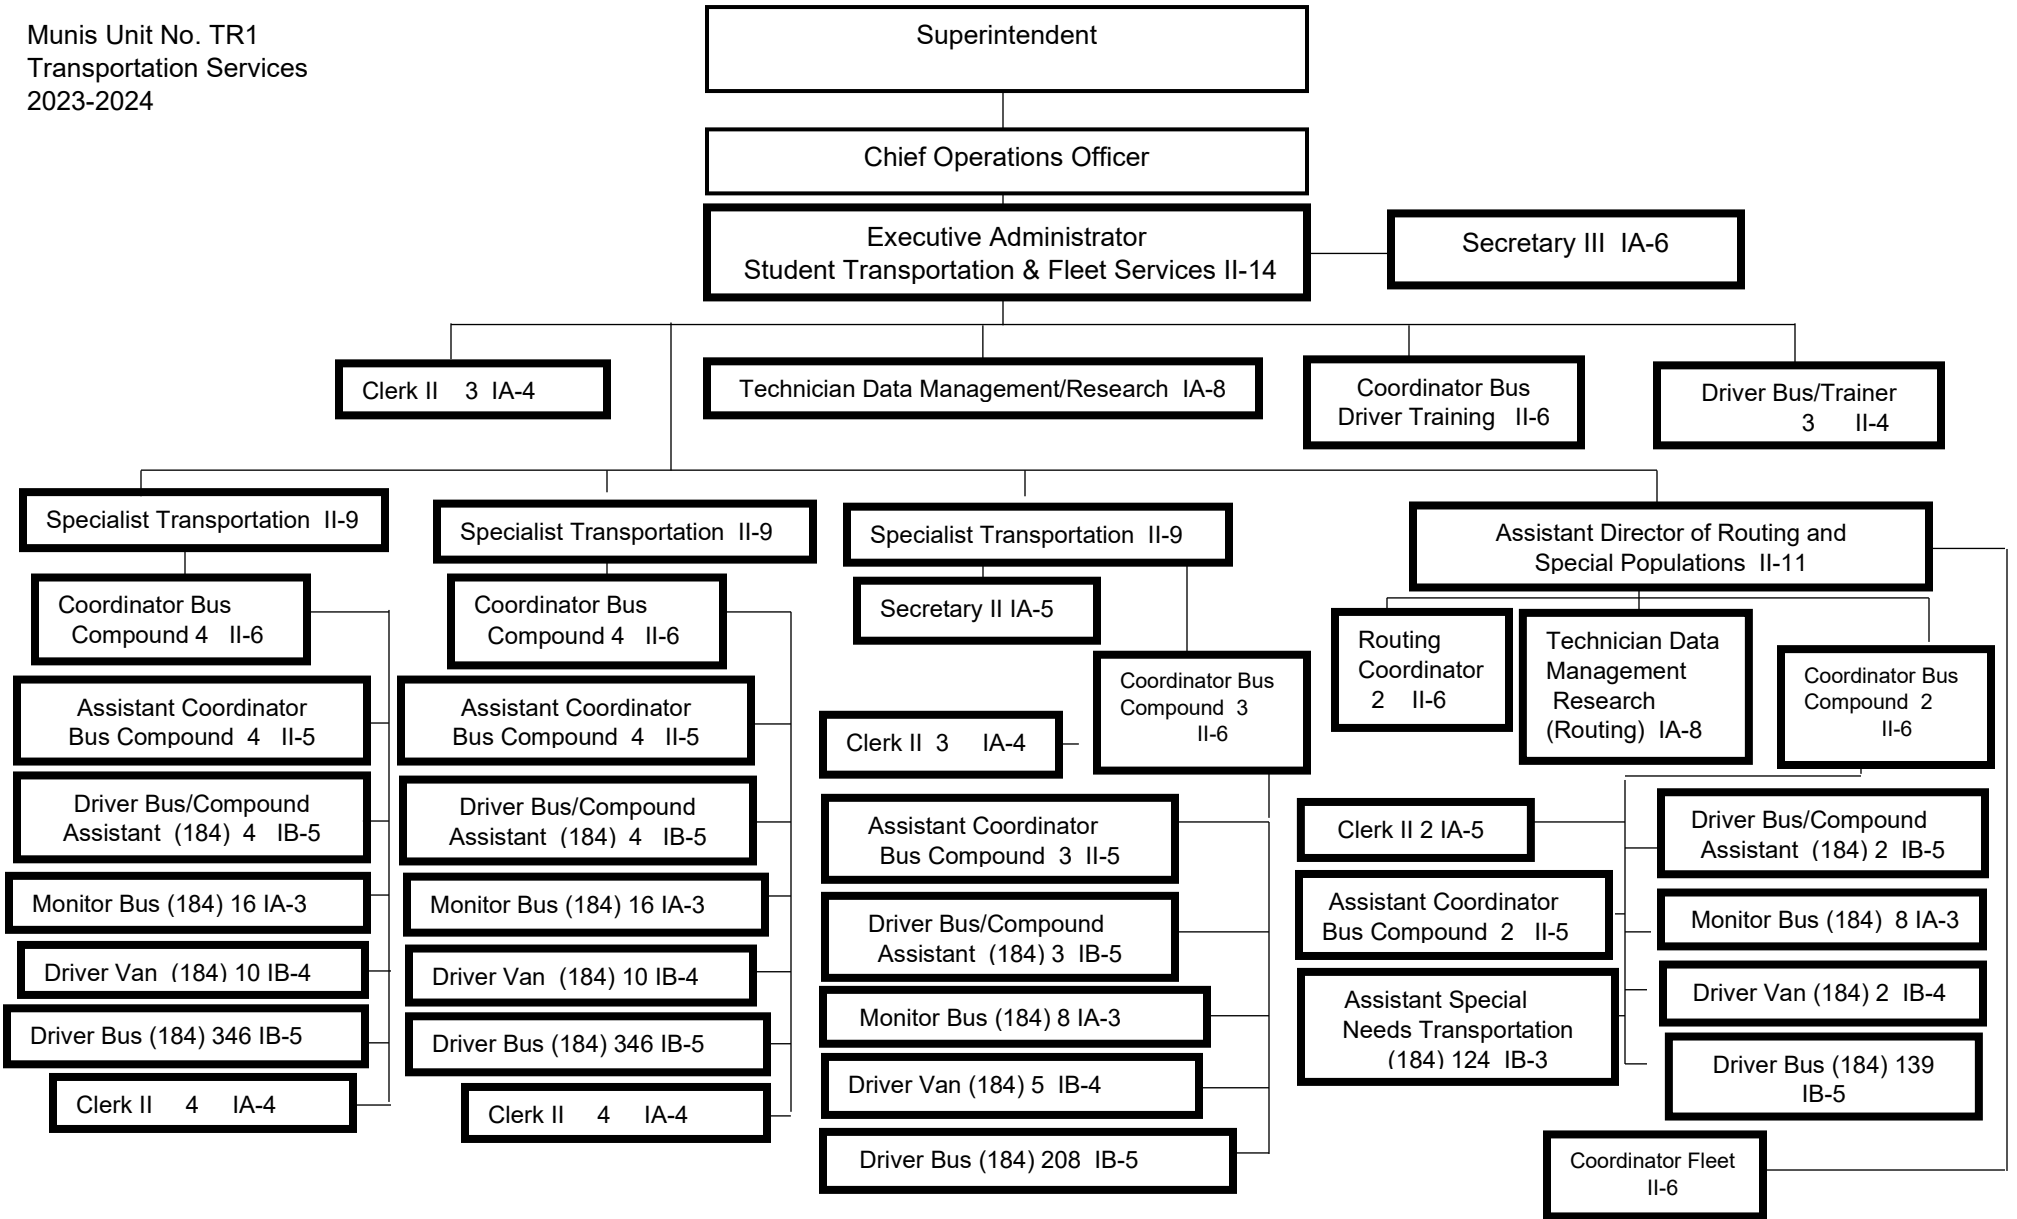 Munis Unit No. TR1
Transportation Services
2023-2024
Superintendent
Chief Operations Officer
Executive Administrator
Student Transportation & Fleet Services II-14
Secretary III IA-6
Clerk II 3 IA-4
Technician Data Management/Research IA-8
Coordinator Bus
Driver Training II-6
Driver Bus/Trainer
3 II-4
Specialist Transportation II-9
Coordinator Bus
Compound 4 II-6
Assistant Coordinator
Bus Compound 4 II-5
Driver Bus/Compound
Assistant (184) 4 IB-5
Monitor Bus (184) 16 IA-3
Driver Van (184) 10 IB-4
Driver Bus (184) 346 IB-5
Clerk II 4 IA-4
Specialist Transportation II-9
Coordinator Bus
Compound 4 II-6
Assistant Coordinator
Bus Compound 4 II-5
Driver Bus/Compound
Assistant (184) 4 IB-5
Monitor Bus (184) 16 IA-3
Driver Van (184) 10 IB-4
Driver Bus (184) 346 IB-5
Clerk II 4 IA-4
Specialist Transportation II-9
Secretary II IA-5
Coordinator Bus
Compound 3
II-6
Clerk II 3 IA-4
Assistant Coordinator
Bus Compound 3 II-5
Driver Bus/Compound
Assistant (184) 3 IB-5
Monitor Bus (184) 8 IA-3
Driver Van (184) 5 IB-4
Driver Bus (184) 208 IB-5
Assistant Director of Routing and
Special Populations II-11
Routing
Coordinator
2 II-6
Technician Data
Management
Research
(Routing) IA-8
Coordinator Bus
Compound 2
II-6
Clerk II 2 IA-5
Assistant Coordinator
Bus Compound 2 II-5
Assistant Special
Needs Transportation
(184) 124 IB-3
Driver Bus/Compound
Assistant (184) 2 IB-5
Monitor Bus (184) 8 IA-3
Driver Van (184) 2 IB-4
Driver Bus (184) 139
IB-5
Coordinator Fleet
II-6